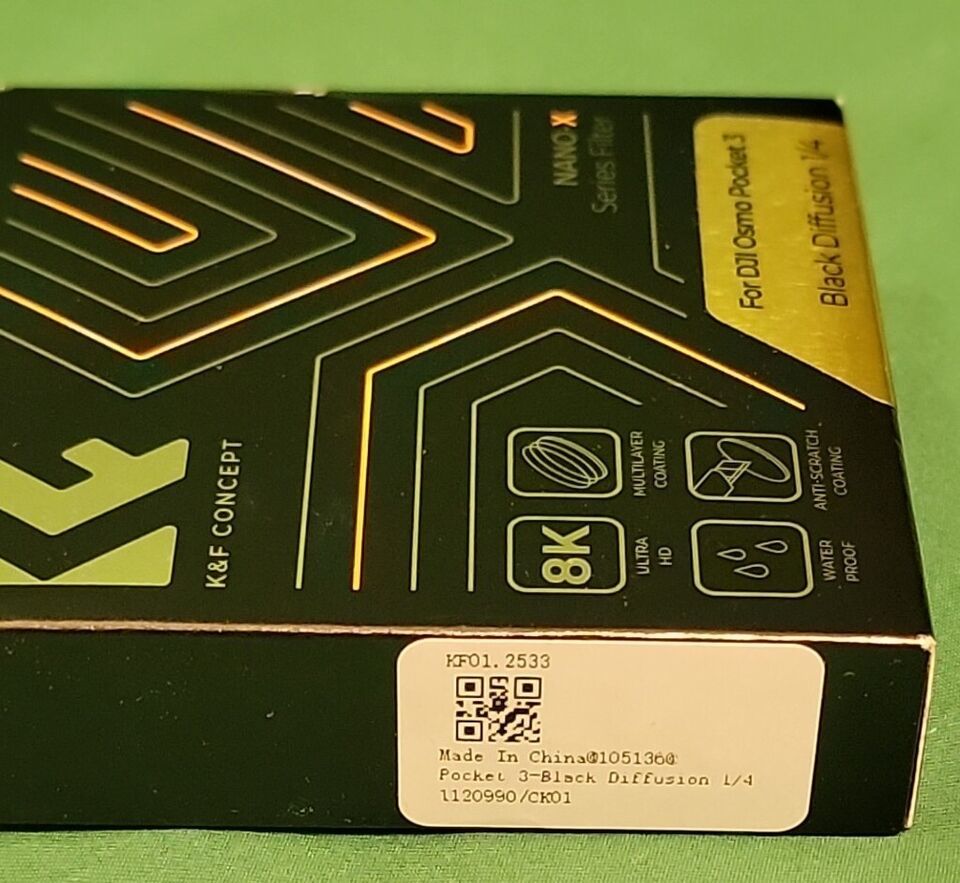 NANO-X
Series Filter
For DJI Osmo Pocket 3
Black Diffusion 1/4
K&F CONCEPT
MULTILAYER
COATING
ANTI-SCRATCH
COATING
8K
ULTRA
HD
WATER
PROOF
KF01.2533
Made In China@1051360
Pocket 3-Black Diffusion 1/4
1120990/CK01